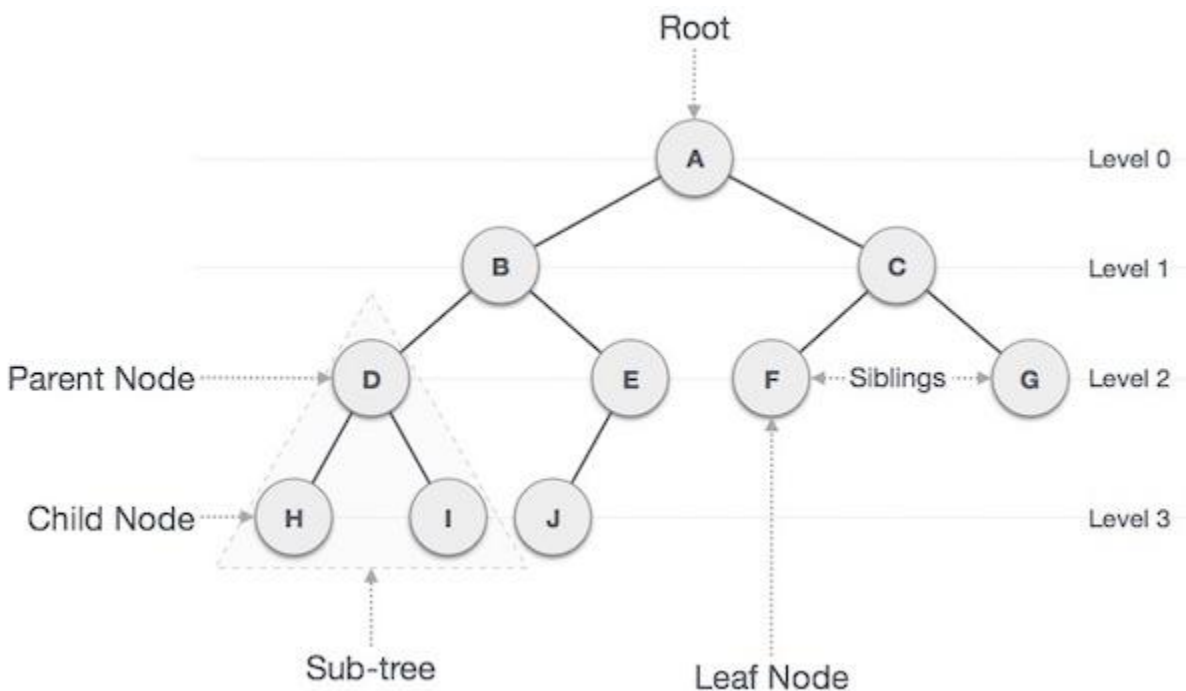 Root
A
Level 0
B
C
Level 1
Parent Node
D
E
F
Siblings
G
Level 2
Child Node
H
I
J
Level 3
Sub-tree
Leaf Node